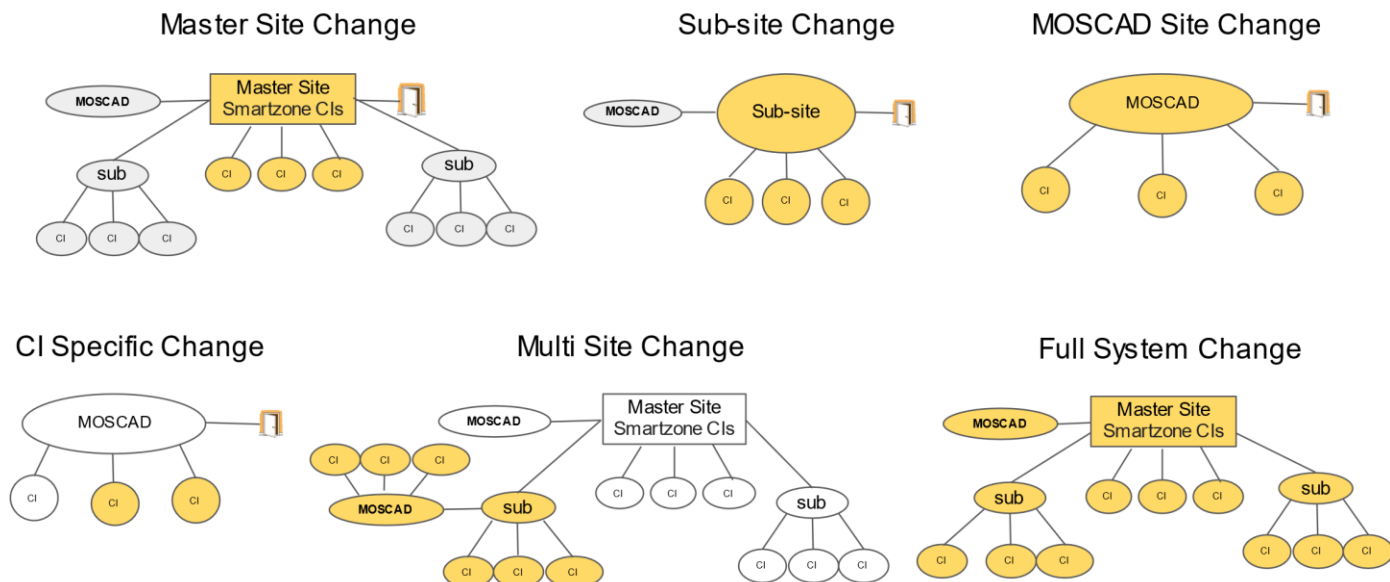 Master Site Change
MOSCAD
Master Site
Smartzone CIs
sub
CI
CI
CI
sub
CI
CI
CI
CI
CI
CI
Sub-site Change
MOSCAD
Sub-site
CI
CI
CI
MOSCAD Site Change
MOSCAD
CI
CI
CI
CI Specific Change
MOSCAD
CI
CI
CI
Multi Site Change
MOSCAD
Master Site
Smartzone CIs
CI
CI
CI
MOSCAD
sub
CI
CI
CI
sub
CI
CI
CI
CI
CI
CI
Full System Change
MOSCAD
Master Site
Smartzone CIs
sub
CI
CI
CI
sub
CI
CI
CI
CI
CI
CI